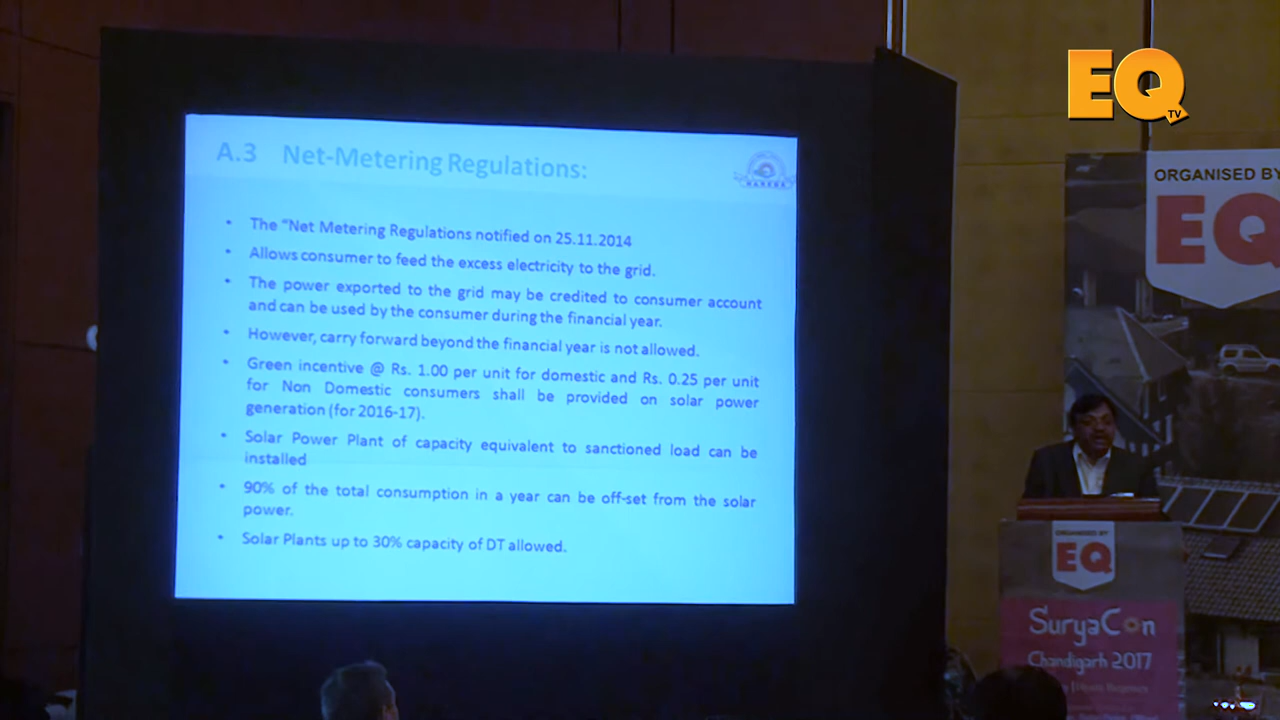 EQ
TV
A.3 Net-Metering Regulations:
• The "Net Metering Regulations notified on 25.11.2014
• Allows consumer to feed the excess electricity to the grid.
• The power exported to the grid may be credited to consumer account
and can be used by the consumer during the financial year.
• However, carry forward beyond the financial year is not allowed.
• Green incentive @ Rs. 1.00 per unit for domestic and Rs. 0.25 per unit
for Non Domestic consumers shall be provided on solar power
generation (for 2016-17).
• Solar Power Plant of capacity equivalent to sanctioned load can be
installed
• 90% of the total consumption in a year can be off-set from the solar
power.
• Solar Plants up to 30% capacity of DT allowed.
ORGANISED BY
EQ
ORGANISED BY
EQ
SuryaCon
Chandigarh 2017